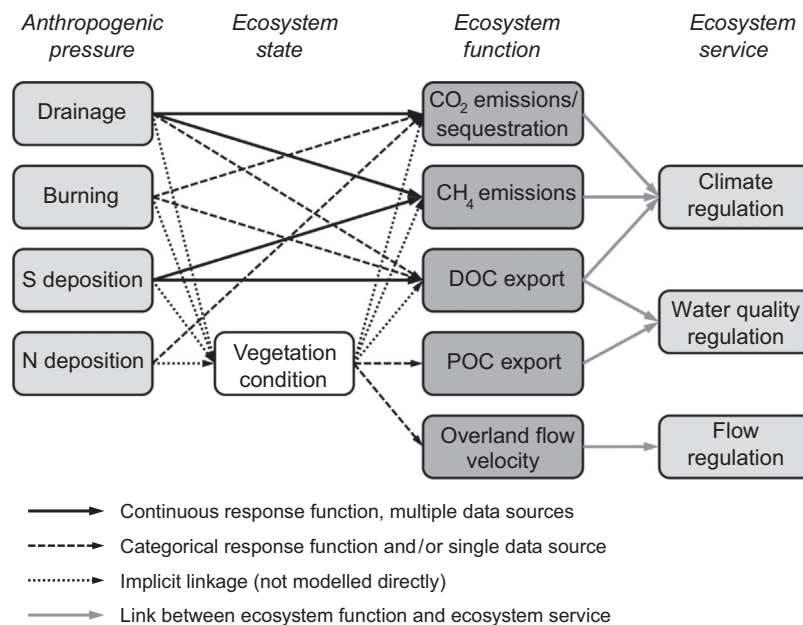 Anthropogenic Ecosystem Ecosystem Ecosystem
pressure state function service
Drainage
Burning
S deposition
N deposition
Vegetation
condition
CO₂ emissions/
sequestration
CH₄ emissions
DOC export
POC export
Overland flow
velocity
Climate
regulation
Water quality
regulation
Flow
regulation
Continuous response function, multiple data sources
Categorical response function and/or single data source
Implicit linkage (not modelled directly)
Link between ecosystem function and ecosystem service